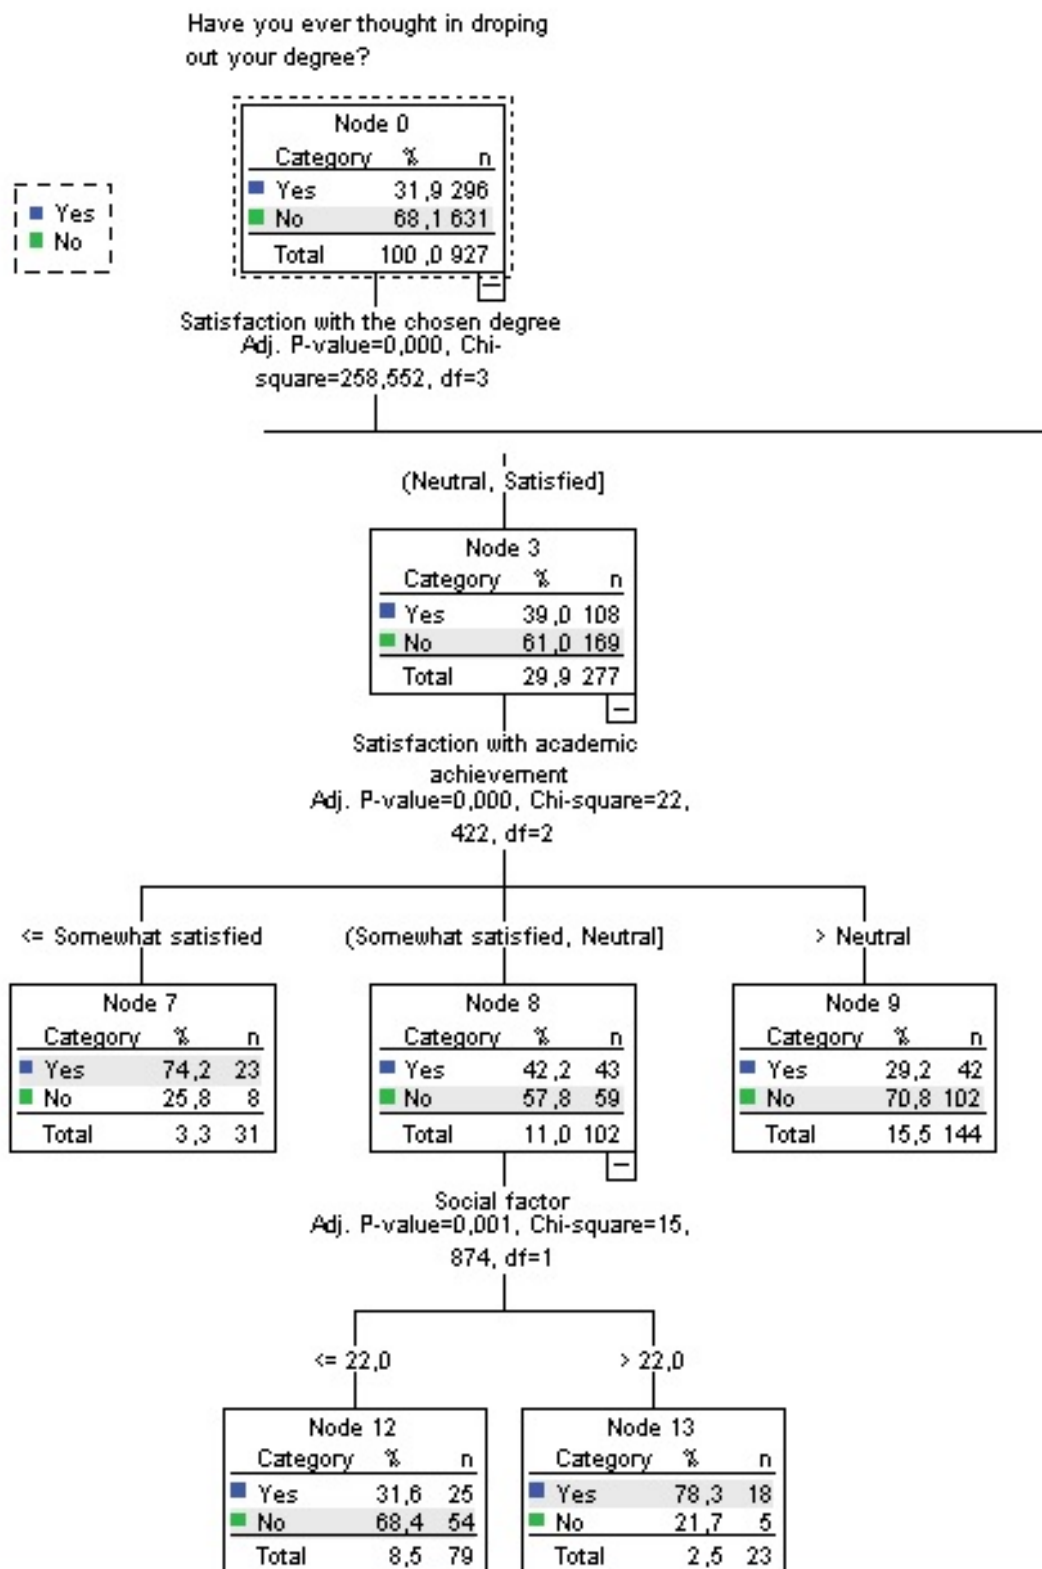 Have you ever thought in droping
out your degree?
Node 0
Category % n
Yes 31 ,9 296
No 68 ,1 631
Total 100 ,0 927
Yes
No
Satisfaction with the chosen degree
Adj. P-value=0,000, Chi-
square=258,552, df=3
(Neutral, Satisfied]
Node 3
Category % n
Yes 39 ,0 108
No 61 ,0 169
Total 29 ,9 277
Satisfaction with academic
achievement
Adj. P-value=0,000, Chi-square=22,
422, df=2
<= Somewhat satisfied
(Somewhat satisfied, Neutral]
> Neutral
Node 7
Category % n
Yes 74 ,2 23
No 25 ,8 8
Total 3 ,3 31
Node 8
Category % n
Yes 42 ,2 43
No 57 ,8 59
Total 11 ,0 102
Node 9
Category % n
Yes 29 ,2 42
No 70 ,8 102
Total 15 ,5 144
Social factor
Adj. P-value=0,001, Chi-square=15,
874, df=1
<= 22,0
> 22,0
Node 12
Category % n
Yes 31 ,6 25
No 68 ,4 54
Total 8 ,5 79
Node 13
Category % n
Yes 78 ,3 18
No 21 ,7 5
Total 2 ,5 23